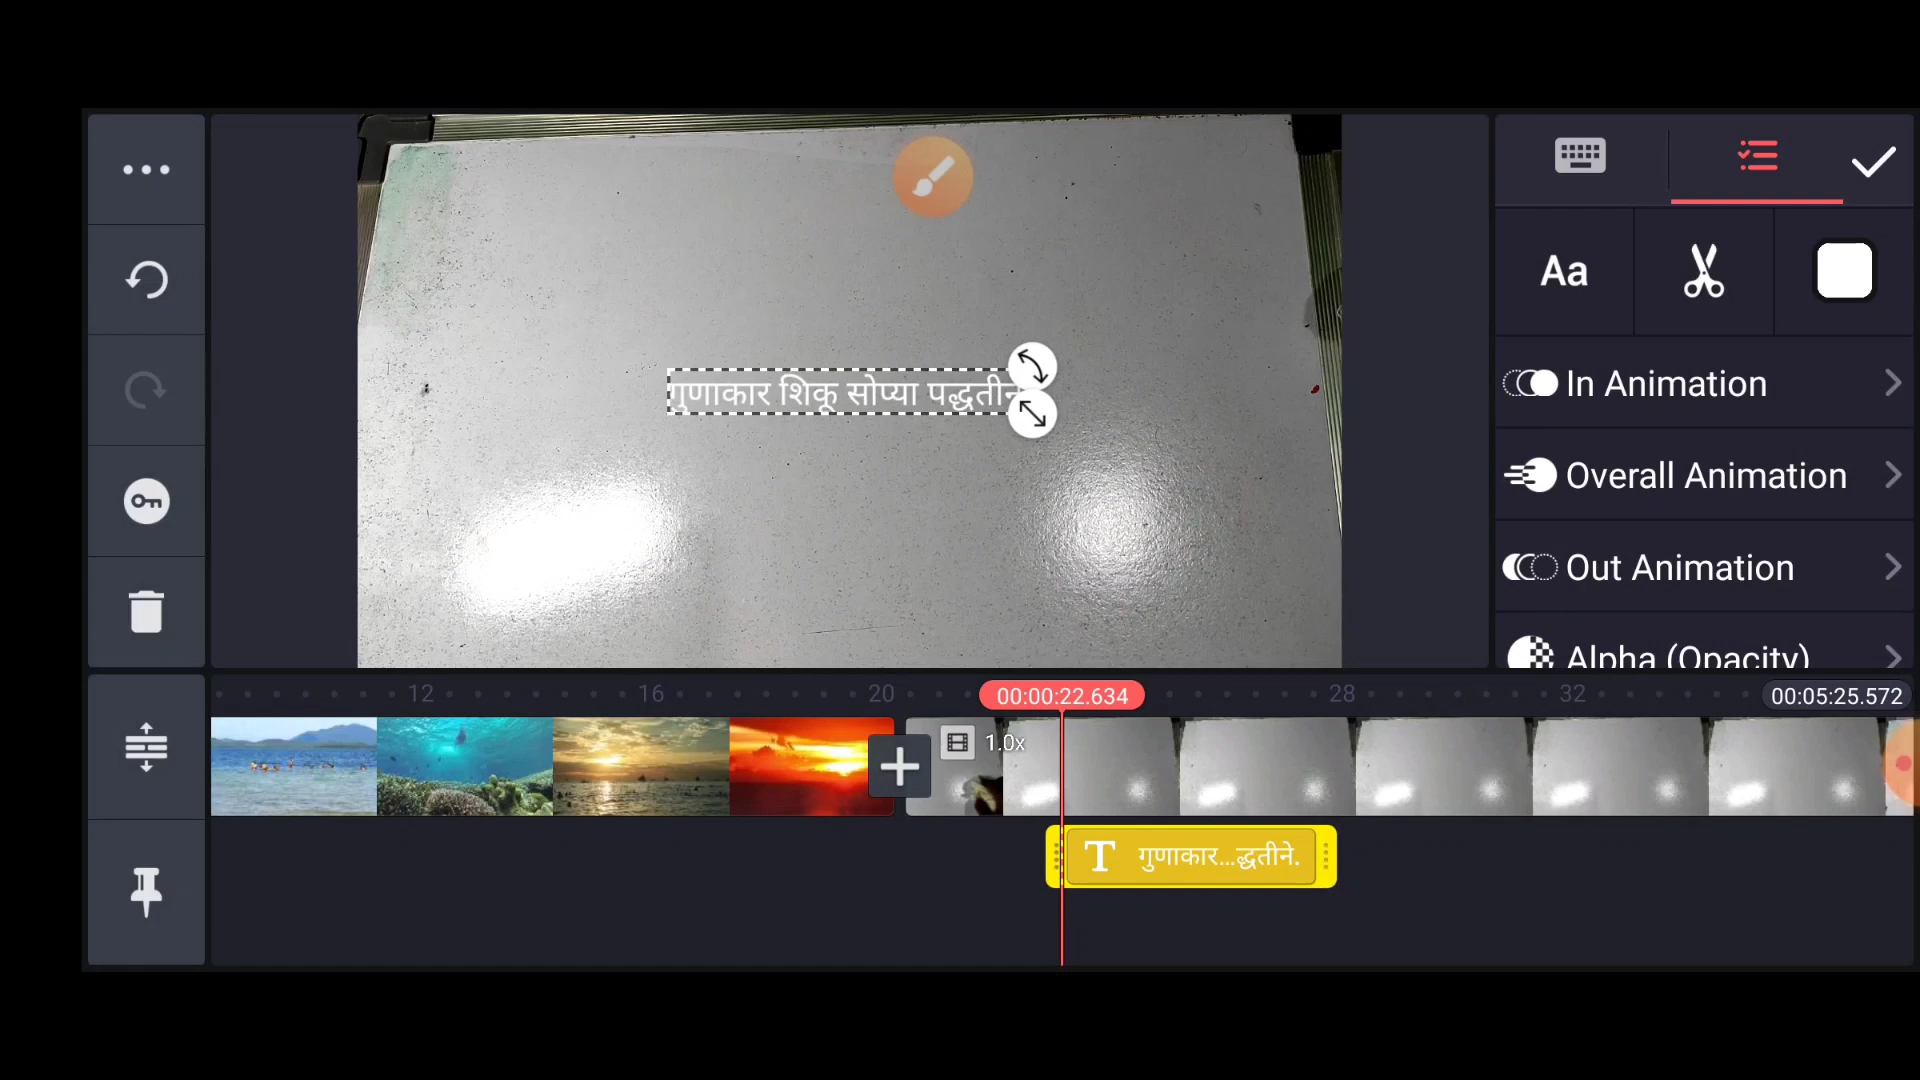 Aa
In Animation
गुणाकार शिकू सोप्या पद्धतीन
Overall Animation
Out Animation
Alpha (Opacity)
12
16
20
00:00:22.634
28
32
00:05:25.572
1.0x
T गुणाकार...द्धतीने.